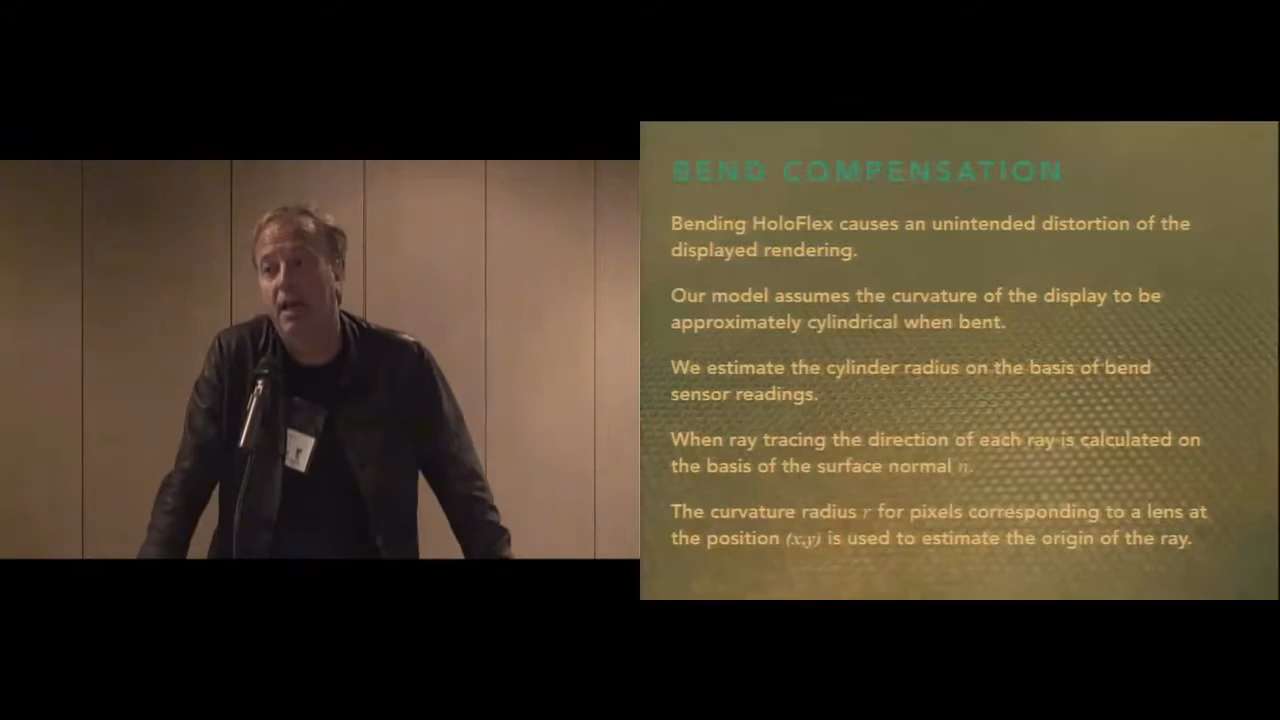 BEND COMPENSATION
Bending HoloFlex causes an unintended distortion of the
displayed rendering.
Our model assumes the curvature of the display to be
approximately cylindrical when bent.
We estimate the cylinder radius on the basis of bend
sensor readings.
When ray tracing the direction of each ray is calculated on
the basis of the surface normal n.
The curvature radius r for pixels corresponding to a lens at
the position (x,y) is used to estimate the origin of the ray.